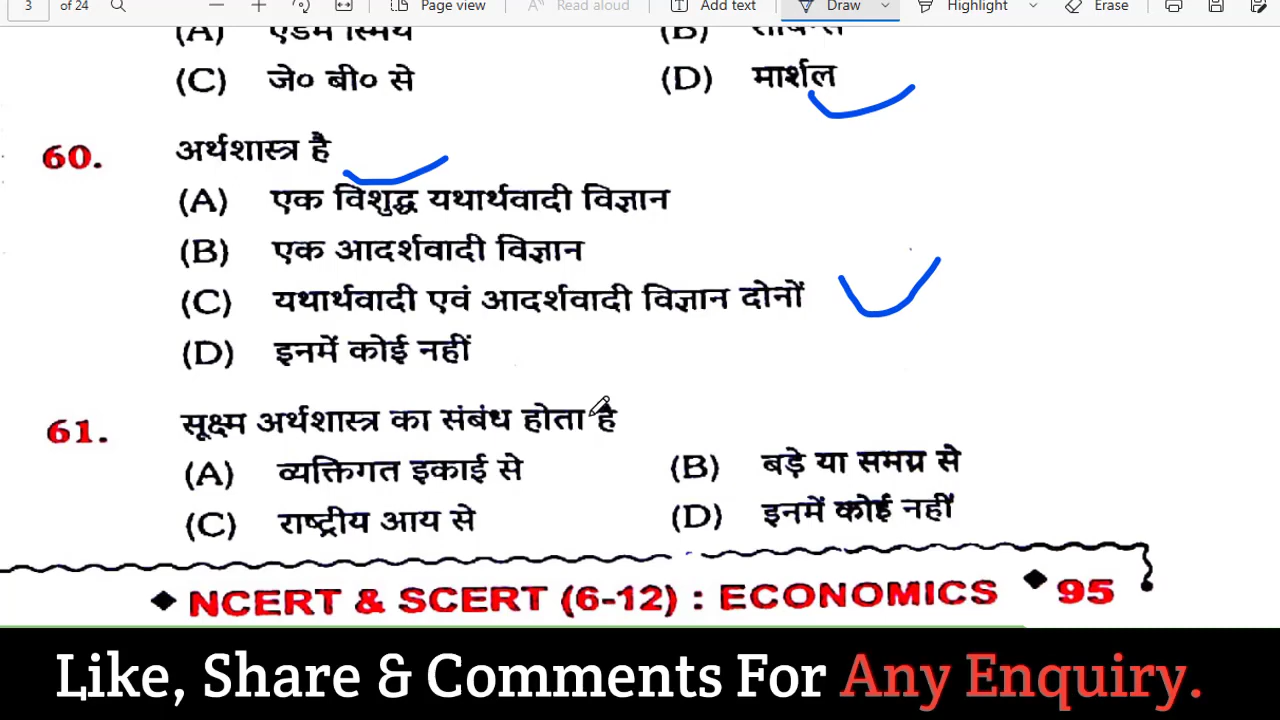 3 of 24 Page view Read aloud Add text Draw Highlight Erase
(A) एडम स्मिथ (B)
(C) जे० बी० से (D) मार्शल
60. अर्थशास्त्र है
(A) एक विशुद्ध यथार्थवादी विज्ञान
(B) एक आदर्शवादी विज्ञान
(C) यथार्थवादी एवं आदर्शवादी विज्ञान दोनों
(D) इनमें कोई नहीं
61. सूक्ष्म अर्थशास्त्र का संबंध होता है
(A) व्यक्तिगत इकाई से (B) बड़े या समग्र से
(C) राष्ट्रीय आय से (D) इनमें कोई नहीं
NCERT & SCERT (6-12) : ECONOMICS 95
Like, Share & Comments For Any Enquiry.